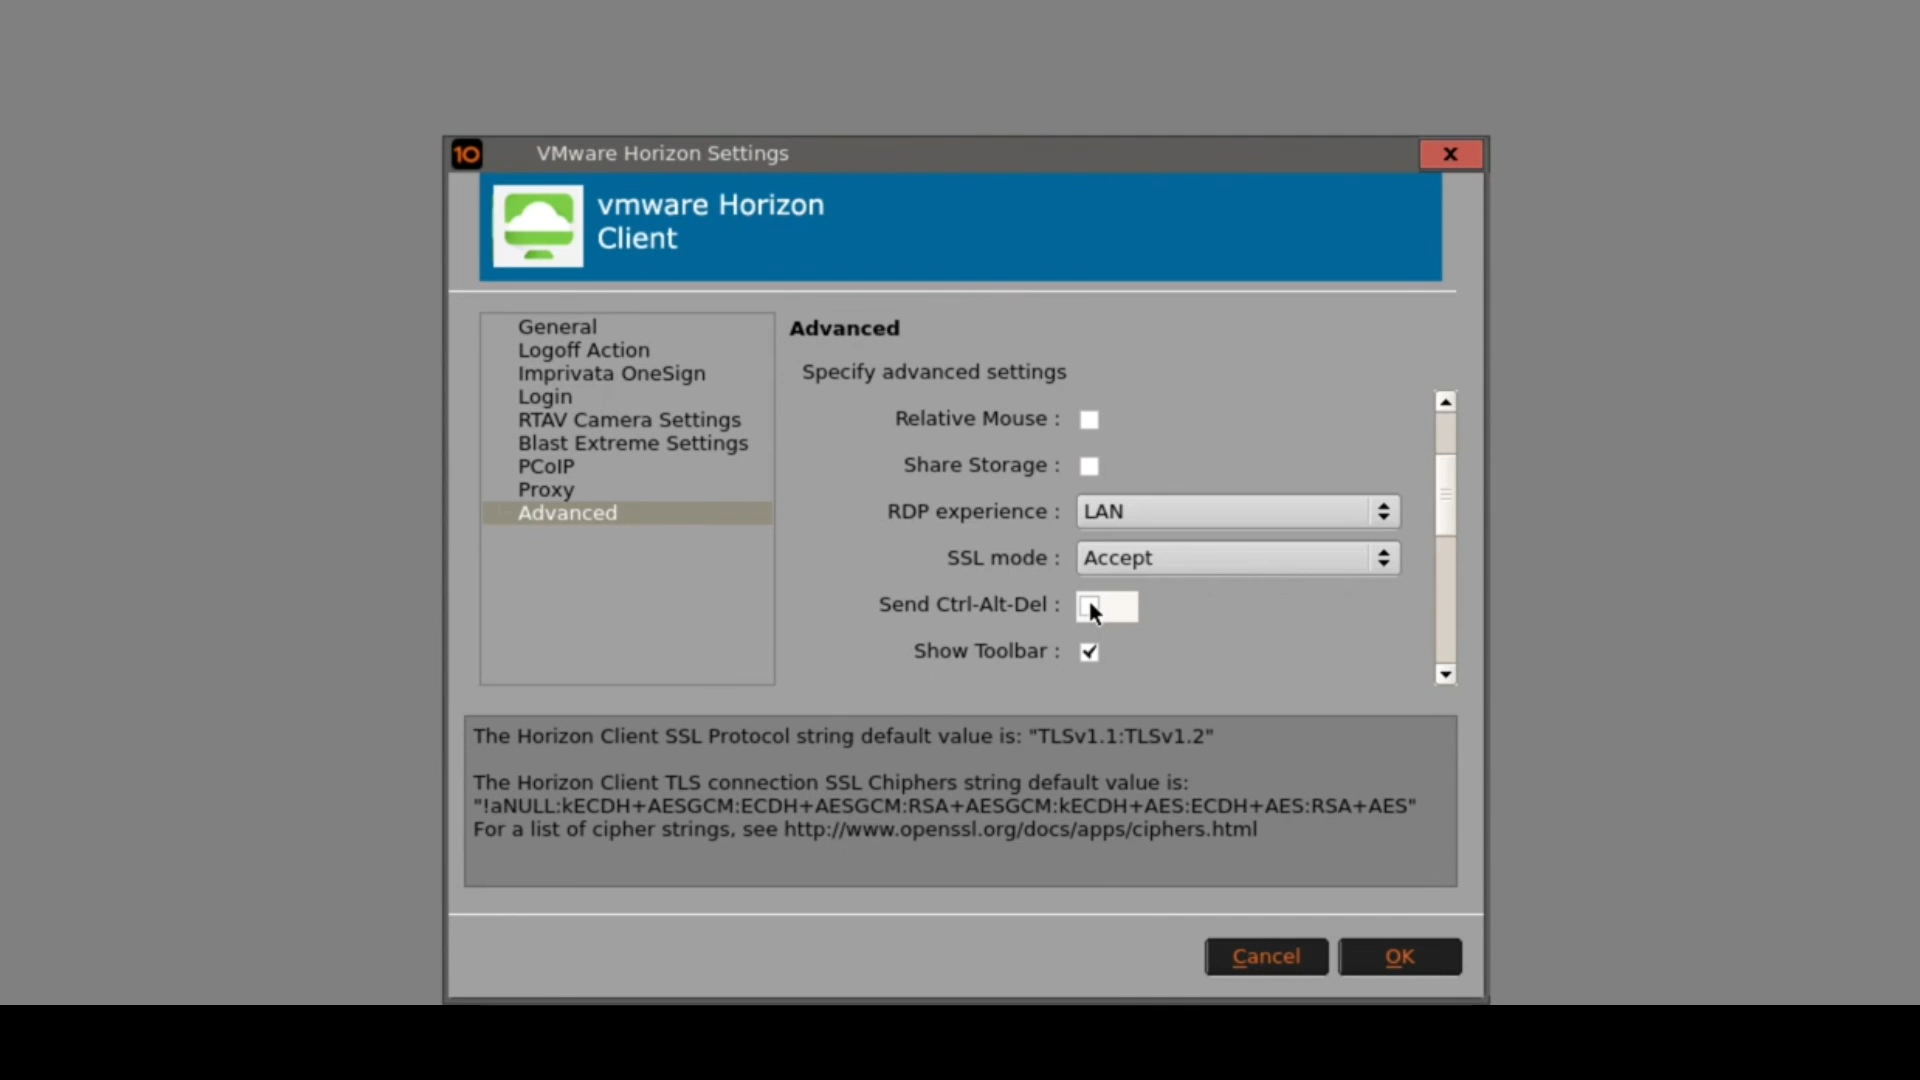 10
VMware Horizon Settings
X
vmware Horizon
Client
General
Logoff Action
Imprivata OneSign
Login
RTAV Camera Settings
Blast Extreme Settings
PCoIP
Proxy
Advanced
Advanced
Specify advanced settings
Relative Mouse :
Share Storage :
RDP experience : LAN
SSL mode : Accept
Send Ctrl-Alt-Del :
Show Toolbar :
The Horizon Client SSL Protocol string default value is: "TLSv1.1:TLSv1.2"
The Horizon Client TLS connection SSL Chiphers string default value is:
"!aNULL:kECDH+AESGCM:ECDH+AESGCM:RSA+AESGCM:kECDH+AES:ECDH+AES:RSA+AES"
For a list of cipher strings, see http://www.openssl.org/docs/apps/ciphers.html
Cancel
OK